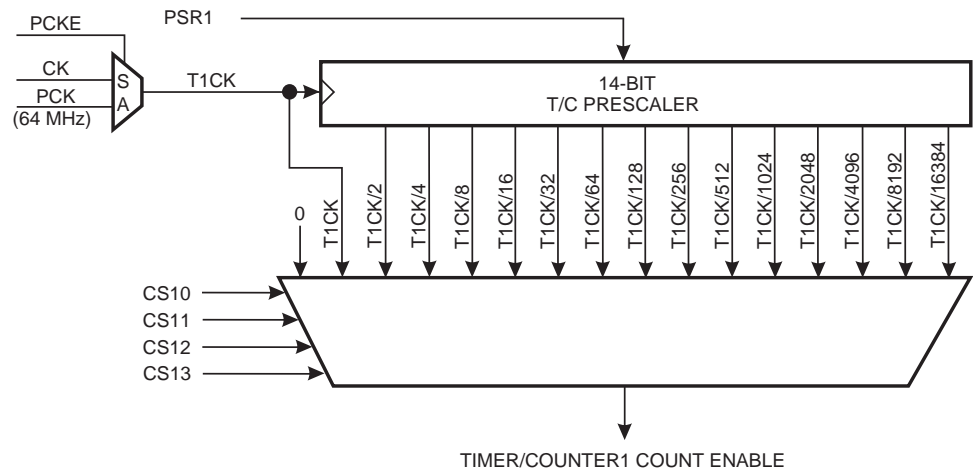 PSR1
PCKE
CK
PCK
(64 MHz)
S
A
T1CK
14-BIT
T/C PRESCALER
0
T1CK
T1CK/2
T1CK/4
T1CK/8
T1CK/16
T1CK/32
T1CK/64
T1CK/128
T1CK/256
T1CK/512
T1CK/1024
T1CK/2048
T1CK/4096
T1CK/8192
T1CK/16384
CS10
CS11
CS12
CS13
TIMER/COUNTER1 COUNT ENABLE